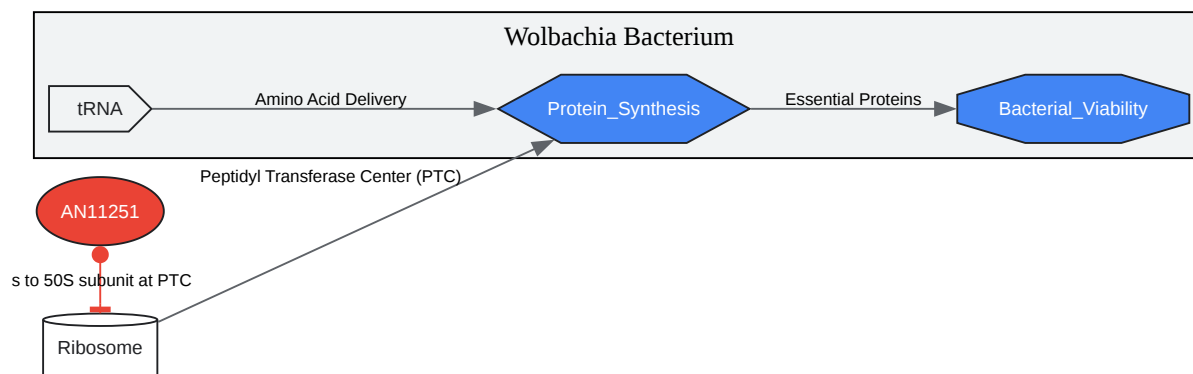 Wolbachia Bacterium
tRNA
Amino Acid Delivery
Protein_Synthesis
Essential Proteins
Bacterial_Viability
Peptidyl Transferase Center (PTC)
AN11251
s to 50S subunit at PTC
Ribosome